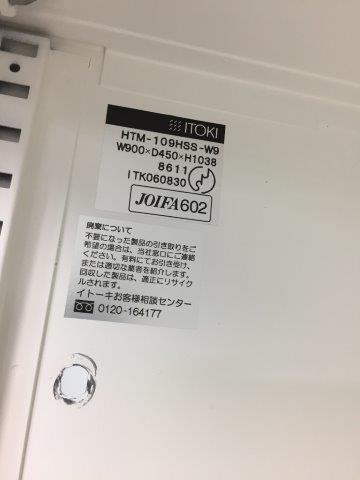 ITOKI
HTM-109HSS-W9
W900×D450×H1038
8611
ITK060830
JOIFA602
廃棄について
不要になった製品の引き取りをご
希望の場合は、当社窓口にご連絡
ください。有料にてお引き受け、
または適切な業者を紹介します。
回収した製品は、適正にリサイク
ルされます。
イトーキお客様相談センター
0120-164177